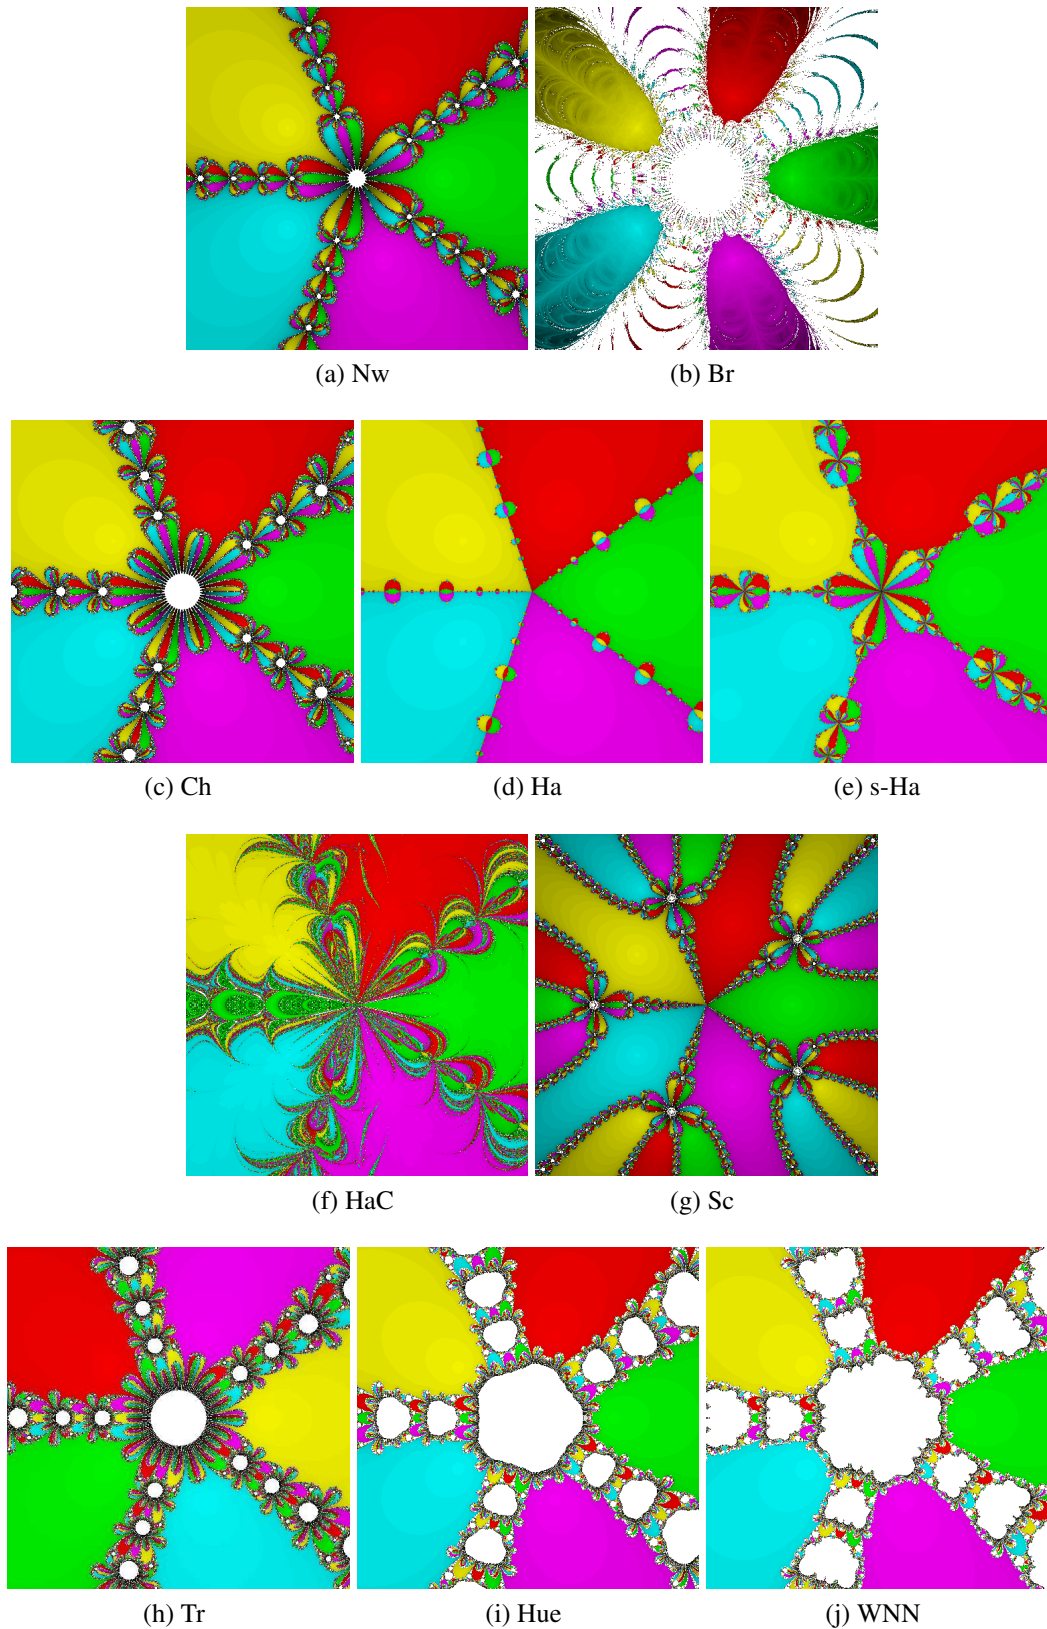 (a) Nw
(b) Br
(c) Ch
(d) Ha
(e) s-Ha
(f) HaC
(g) Sc
(h) Tr
(i) Hue
(j) WNN